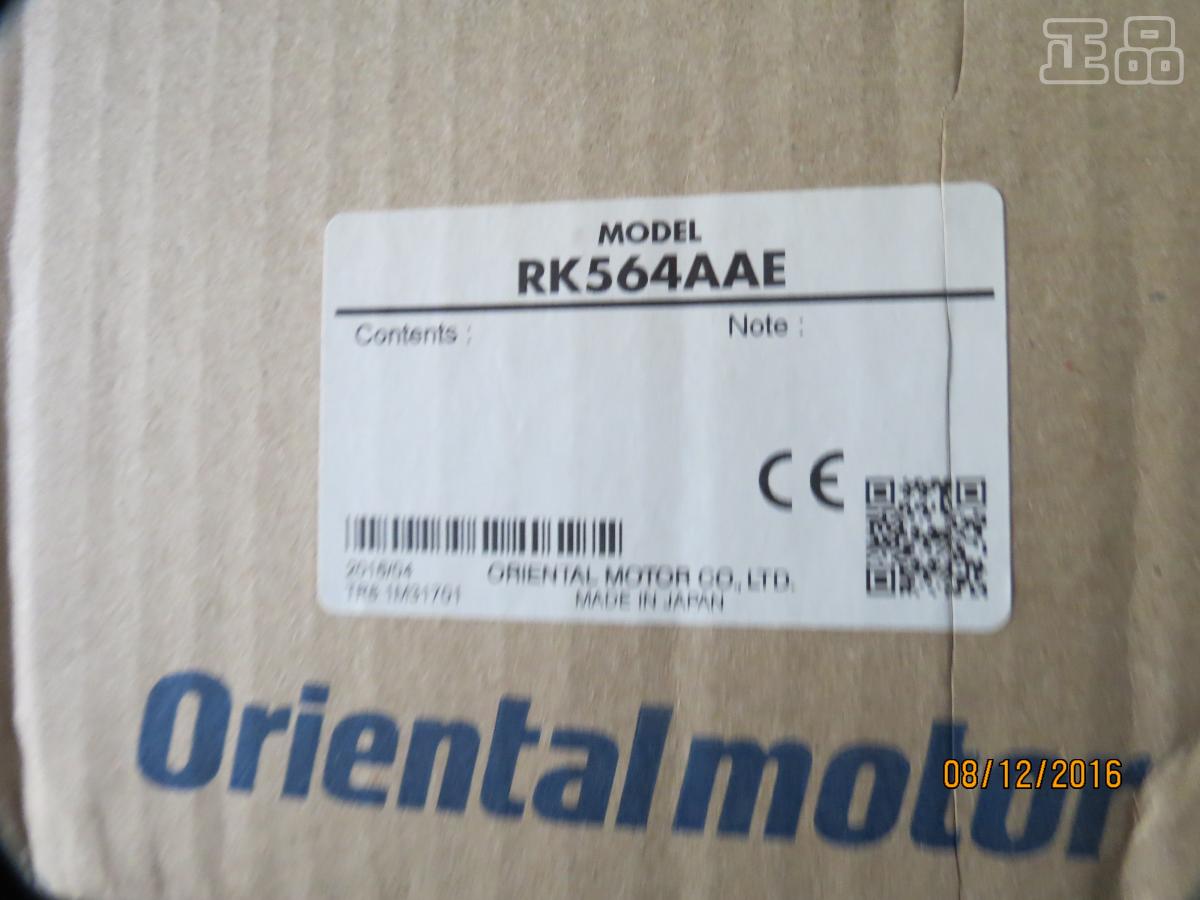 正品
MODEL
RK564AAE
Contents :
Note :
CE
ORIENTAL MOTOR CO., LTD.
MADE IN JAPAN
Orientalmotor
08/12/2016